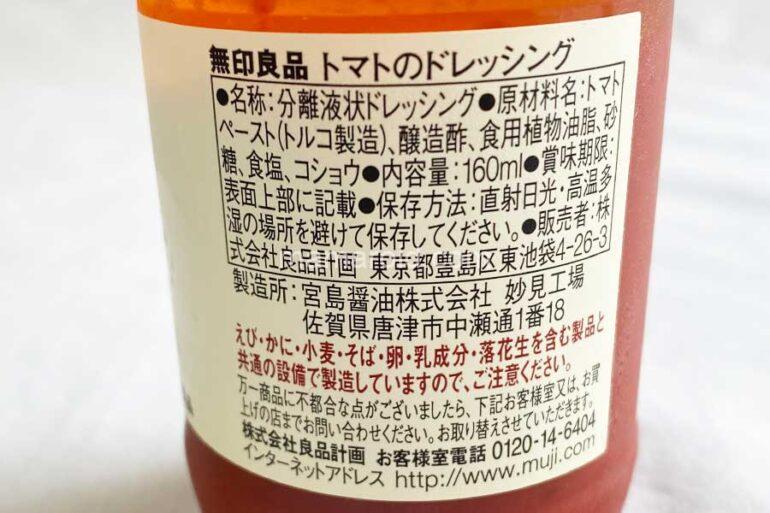 無印良品 トマトのドレッシング
●名称:分離液状ドレッシング●原材料名:トマト
ペースト(トルコ製造)、醸造酢、食用植物油脂、砂
糖、食塩、コショウ●内容量:160ml●賞味期限:
表面上部に記載●保存方法:直射日光・高温多
湿の場所を避けて保存してください。●販売者:株
式会社良品計画 東京都豊島区東池袋4-26-3
製造所:宮島醤油株式会社 妙見工場
佐賀県唐津市中瀬通1番18
えび・かに・小麦・そば・卵・乳成分・落花生を含む製品と
共通の設備で製造していますので、ご注意ください。
万一商品に不都合な点がございましたら、下記お客様室又は、お買
上げの店までお問い合わせください。お取り替えさせていただきます。
株式会社良品計画 お客様室電話 0120-14-6404
インターネットアドレス http://www.muji.com